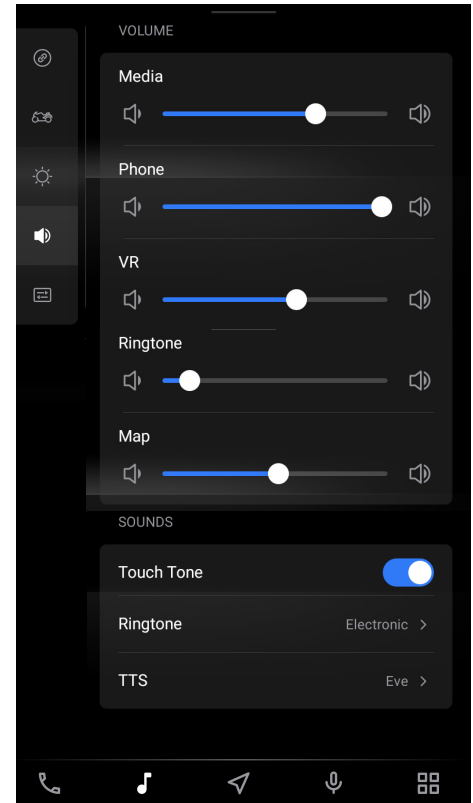 VOLUME
Media
Phone
VR
Ringtone
Map
SOUNDS
Touch Tone
Ringtone Electronic >
TTS Eve >